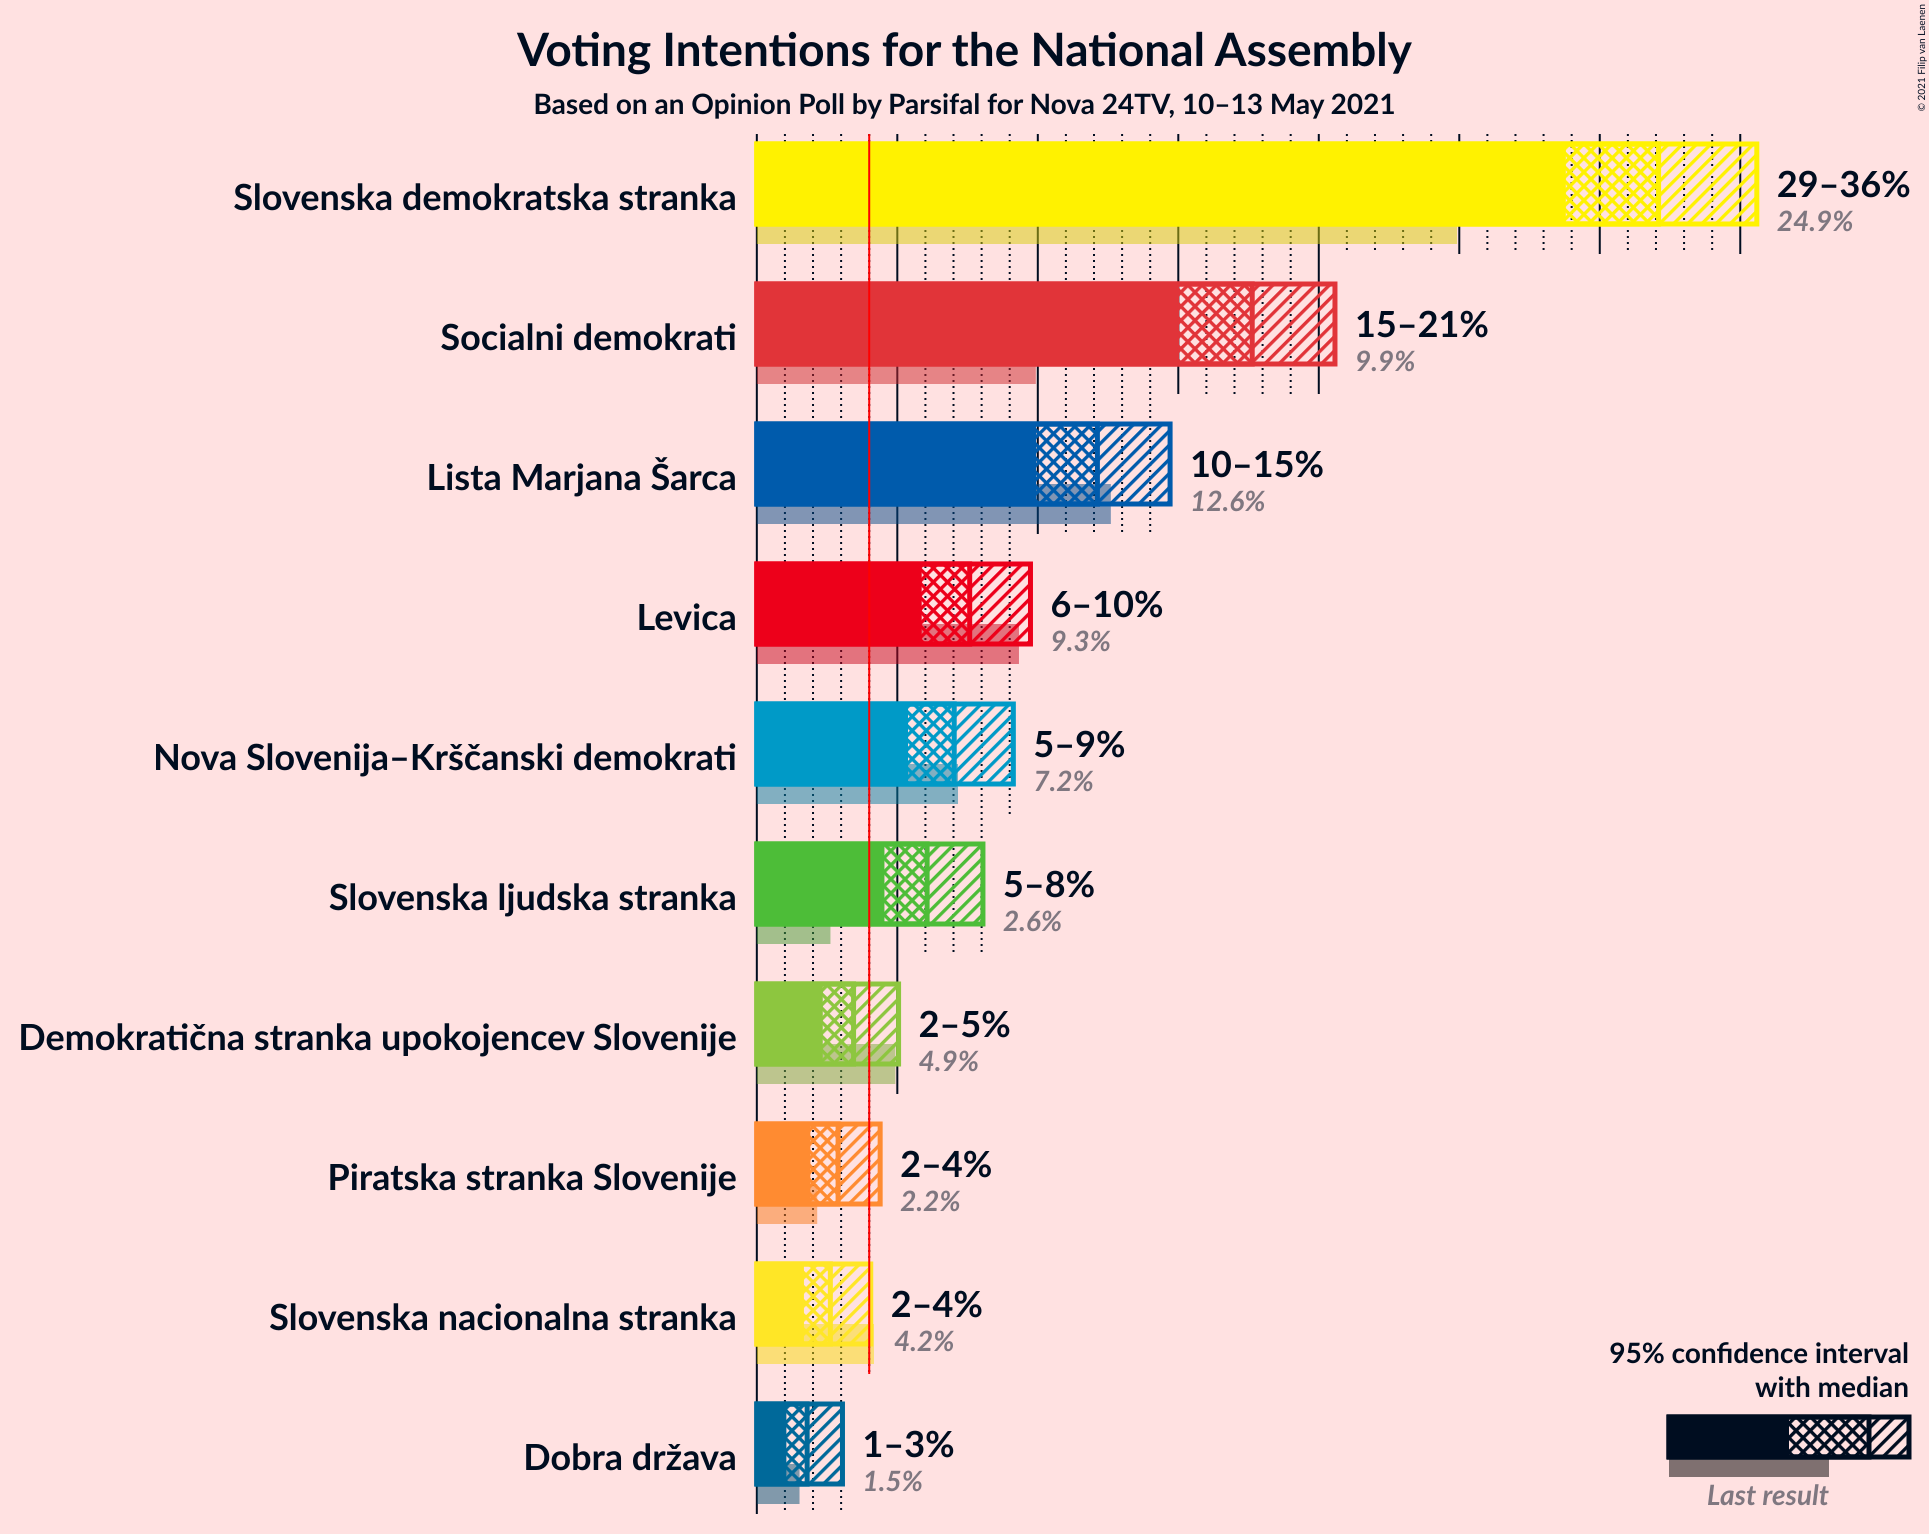 Voting Intentions for the National Assembly
Based on an Opinion Poll by Parsifal for Nova 24TV, 10–13 May 2021
© 2021 Filip van Laenen
Slovenska demokratska stranka
29–36%
24.9%
Socialni demokrati
15–21%
9.9%
Lista Marjana Šarca
10–15%
12.6%
Levica
6–10%
9.3%
Nova Slovenija–Krščanski demokrati
5–9%
7.2%
Slovenska ljudska stranka
5–8%
2.6%
Demokratična stranka upokojencev Slovenije
2–5%
4.9%
Piratska stranka Slovenije
2–4%
2.2%
Slovenska nacionalna stranka
2–4%
4.2%
Dobra država
1–3%
1.5%
95% confidence interval
with median
Last result